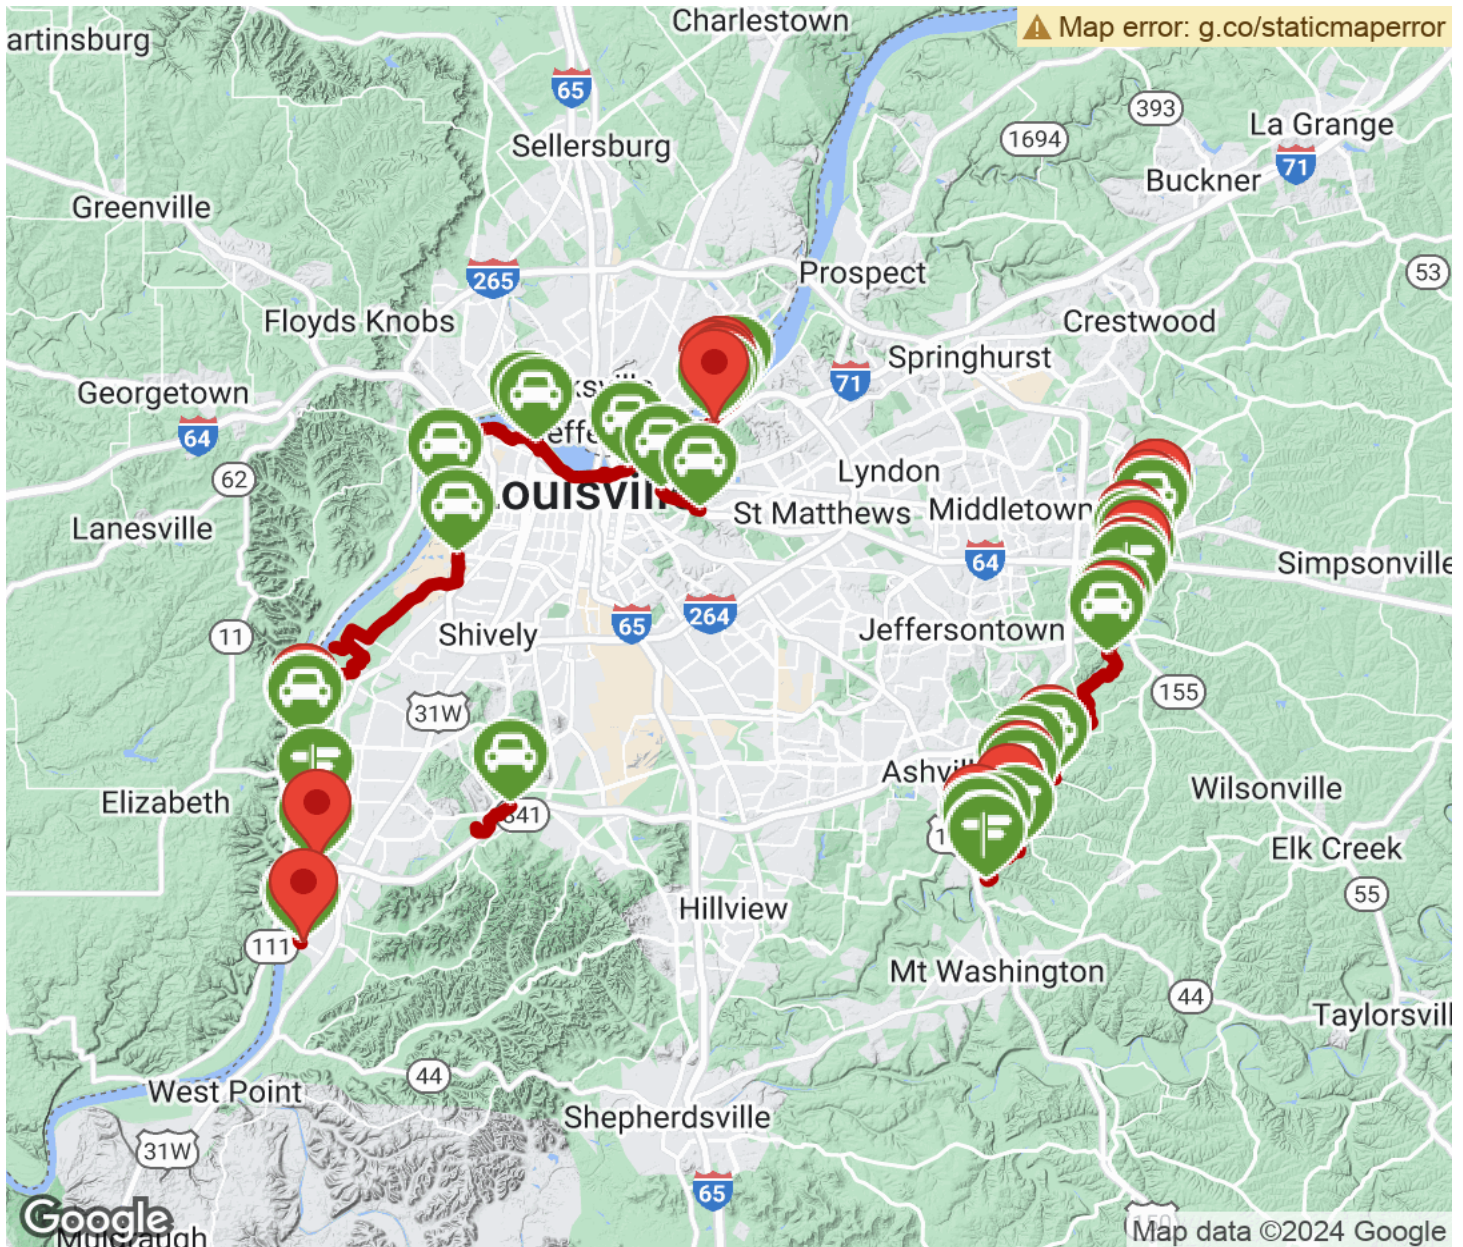 Charlestown
Map error: g.co/staticmaperror
artinsburg
65
393
La Grange
1694
Sellersburg
71
Buckner
Greenville
Prospect
53
265
Floyds Knobs
Crestwood
Springhurst
71
Georgetown
64
62
Lyndon
Lanesville
St Matthews
Middletown
64
Simpsonville
11
Shively
65
264
Jeffersontown
155
31W
Elizabeth
Wilsonville
841
Elk Creek
55
Hillview
111
Mt Washington
44
Taylorsvill
44
West Point
Shepherdsville
31W
65
Google
Map data ©2024 Google